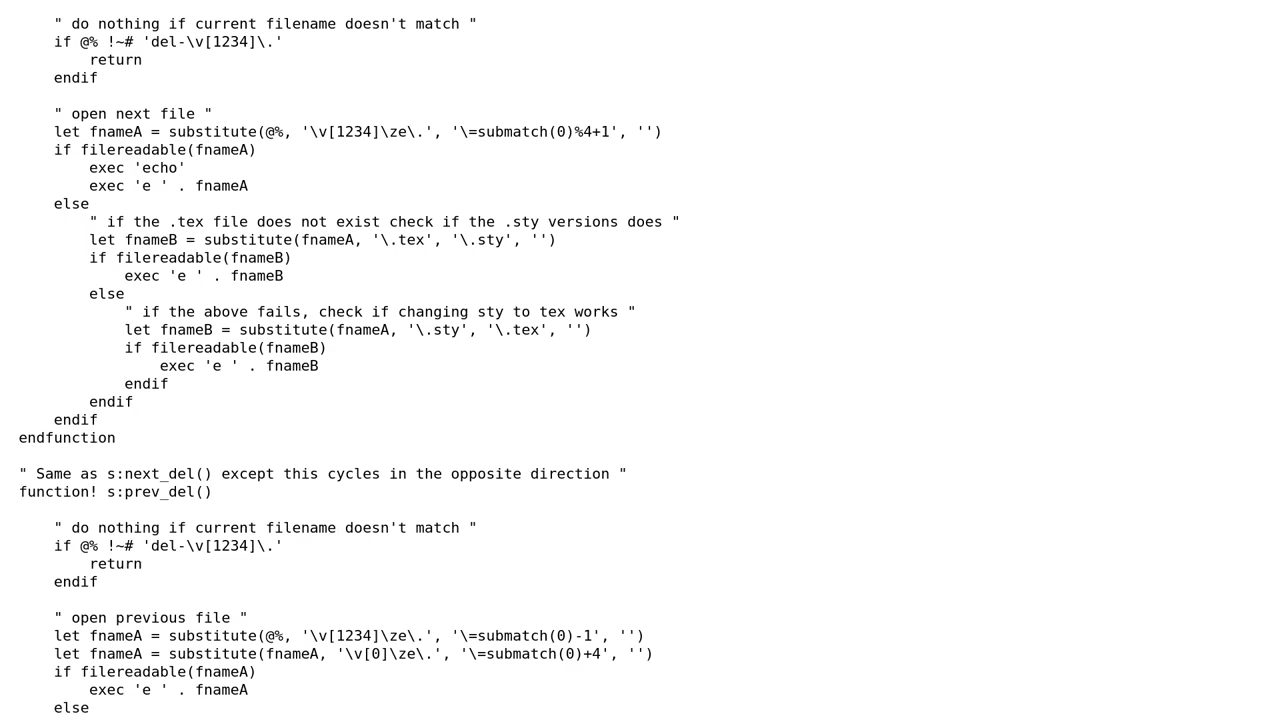 " do nothing if current filename doesn't match "
    if @% !~# 'del-\v[1234]\.'
        return
    endif

    " open next file "
    let fnameA = substitute(@%, '\v[1234]\ze\.', '\=submatch(0)%4+1', '')
    if filereadable(fnameA)
        exec 'echo'
        exec 'e ' . fnameA
    else
        " if the .tex file does not exist check if the .sty versions does "
        let fnameB = substitute(fnameA, '\.tex', '\.sty', '')
        if filereadable(fnameB)
            exec 'e ' . fnameB
        else
            " if the above fails, check if changing sty to tex works "
            let fnameB = substitute(fnameA, '\.sty', '\.tex', '')
            if filereadable(fnameB)
                exec 'e ' . fnameB
            endif
        endif
    endif
endfunction

" Same as s:next_del() except this cycles in the opposite direction "
function! s:prev_del()

    " do nothing if current filename doesn't match "
    if @% !~# 'del-\v[1234]\.'
        return
    endif

    " open previous file "
    let fnameA = substitute(@%, '\v[1234]\ze\.', '\=submatch(0)-1', '')
    let fnameA = substitute(fnameA, '\v[0]\ze\.', '\=submatch(0)+4', '')
    if filereadable(fnameA)
        exec 'e ' . fnameA
    else